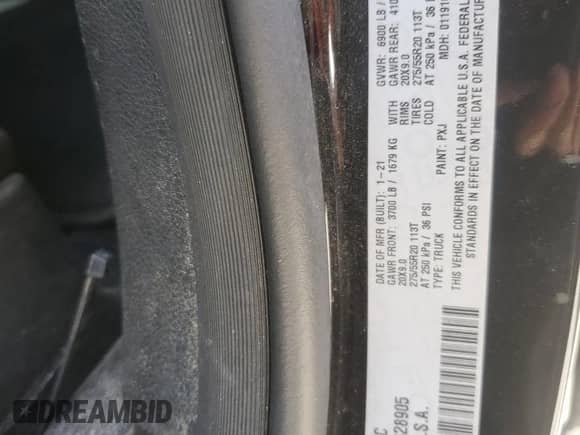 GVWR: 6900 LB /
GAWR REAR: 410
20X9.0
275/55R20 113T
AT 250 kPa / 36
MDH: 01191
WITH
RIMS
TIRES
COLD
DATE OF MFR (BUILT): 1-21
GAWR FRONT: 3700 LB / 1679 KG
20X9.0
275/55R20 113T
AT 250 kPa / 36 PSI
TYPE: TRUCK
PAINT: PXJ
THIS VEHICLE CONFORMS TO ALL APPLICABLE U.S.A. FEDERAL
STANDARDS IN EFFECT ON THE DATE OF MANUFACTUR
C
28905
.S.A.
DREAMBID